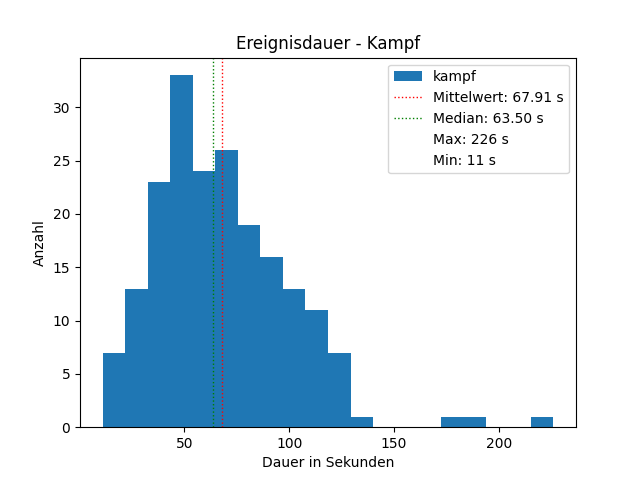 Ereignisdauer - Kampf
kampf
Mittelwert: 67.91 s
Median: 63.50 s
Max: 226 s
Min: 11 s
Anzahl
30
25
20
15
10
5
0
50
100
150
200
Dauer in Sekunden